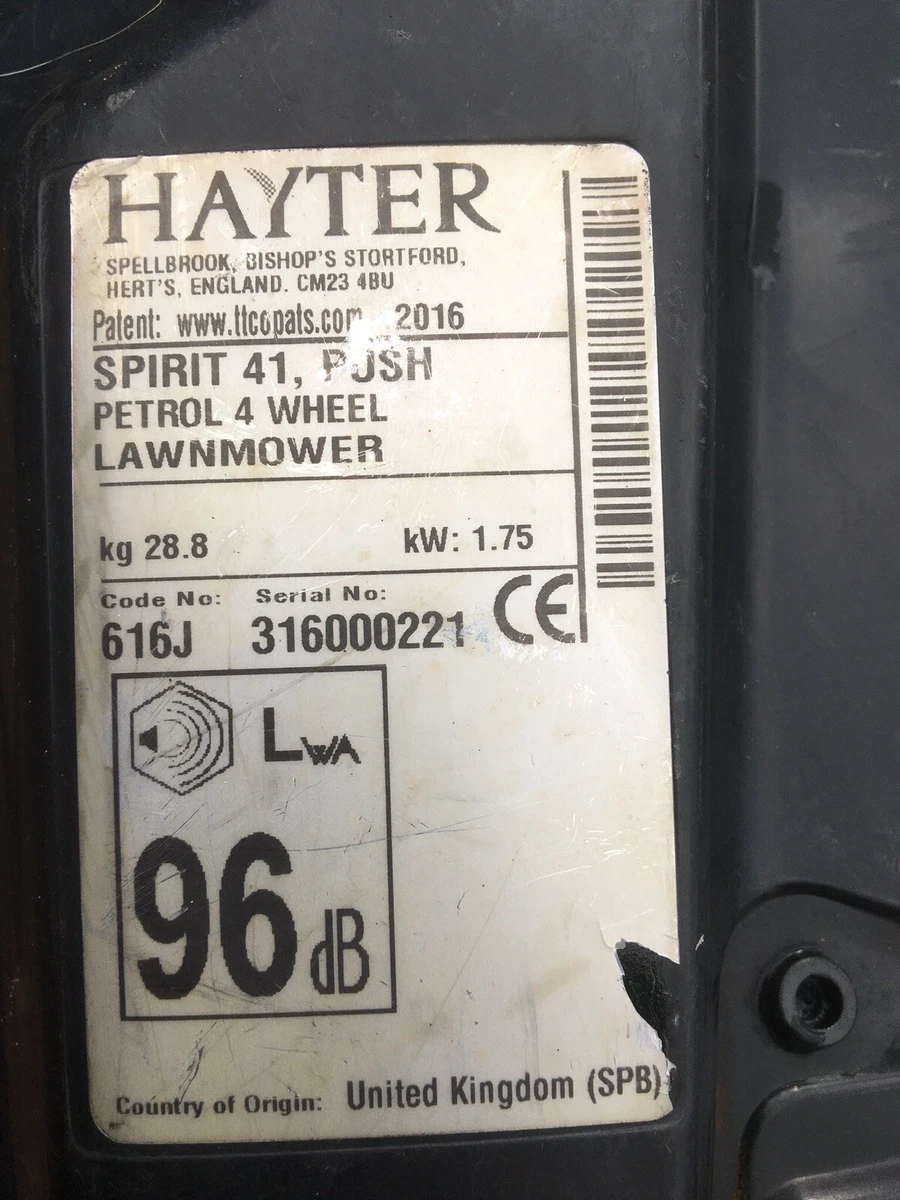 HAYTER
SPELLBROOK, BISHOP'S STORTFORD,
HERT'S, ENGLAND. CM23 4BU
Patent: www.ttcopats.com 2016
SPIRIT 41, PUSH
PETROL 4 WHEEL
LAWNMOWER
kg 28.8 kW: 1.75
Code No: Serial No:
616J 316000221 CE
LWA
96 dB
Country of Origin: United Kingdom (SPB)